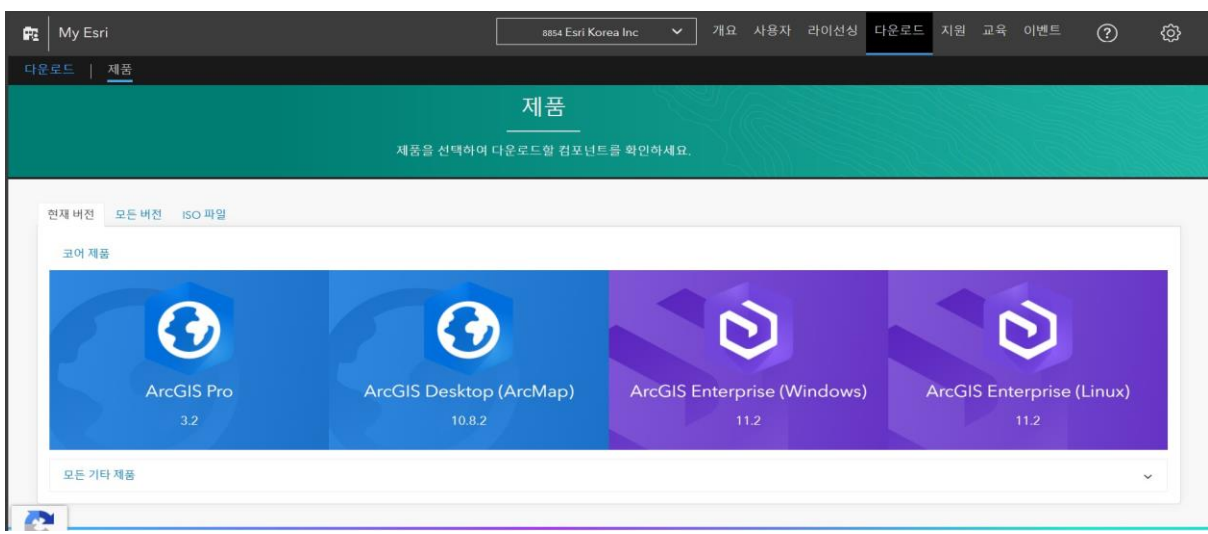 My Esri
8854 Esri Korea Inc
개요 사용자 라이선싱 다운로드 지원 교육 이벤트
다운로드 | 제품
제품
제품을 선택하여 다운로드할 컴포넌트를 확인하세요.
현재 버전 모든 버전 ISO 파일
코어 제품
ArcGIS Pro
3.2
ArcGIS Desktop (ArcMap)
10.8.2
ArcGIS Enterprise (Windows)
11.2
ArcGIS Enterprise (Linux)
11.2
모든 기타 제품